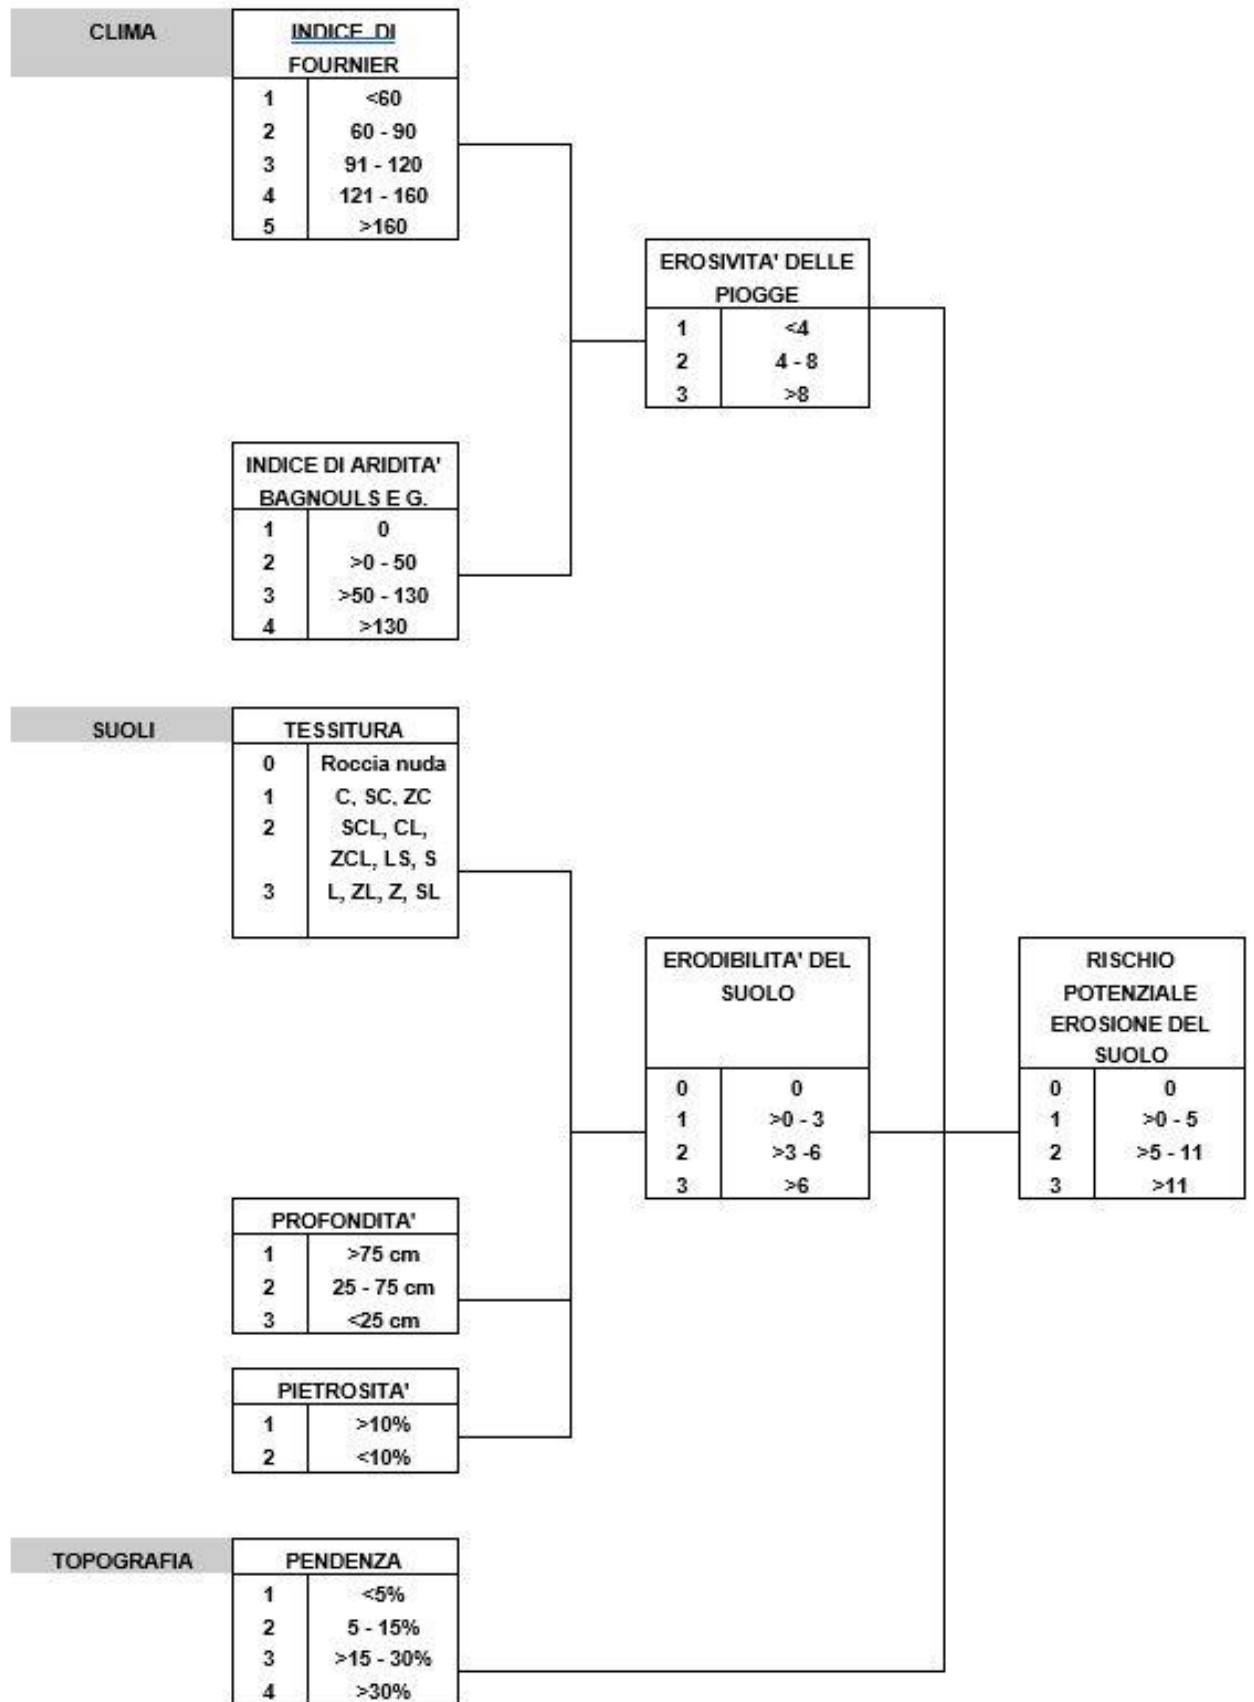 CLIMA
INDICE DI
FOURNIER
1 <60
2 60 - 90
3 91 - 120
4 121 - 160
5 >160
EROSIVITA' DELLE
PIOGGE
1 <4
2 4 - 8
3 >8
INDICE DI ARIDITA'
BAGNOULS E G.
1 0
2 >0 - 50
3 >50 - 130
4 >130
SUOLI
TESSITURA
0 Roccia nuda
1 C, SC, ZC
2 SCL, CL,
ZCL, LS, S
3 L, ZL, Z, SL
ERODIBILITA' DEL
SUOLO
0 0
1 >0 - 3
2 >3 -6
3 >6
RISCHIO
POTENZIALE
EROSIONE DEL
SUOLO
0 0
1 >0 - 5
2 >5 - 11
3 >11
PROFONDITA'
1 >75 cm
2 25 - 75 cm
3 <25 cm
PIETROSITA'
1 >10%
2 <10%
TOPOGRAFIA
PENDENZA
1 <5%
2 5 - 15%
3 >15 - 30%
4 >30%